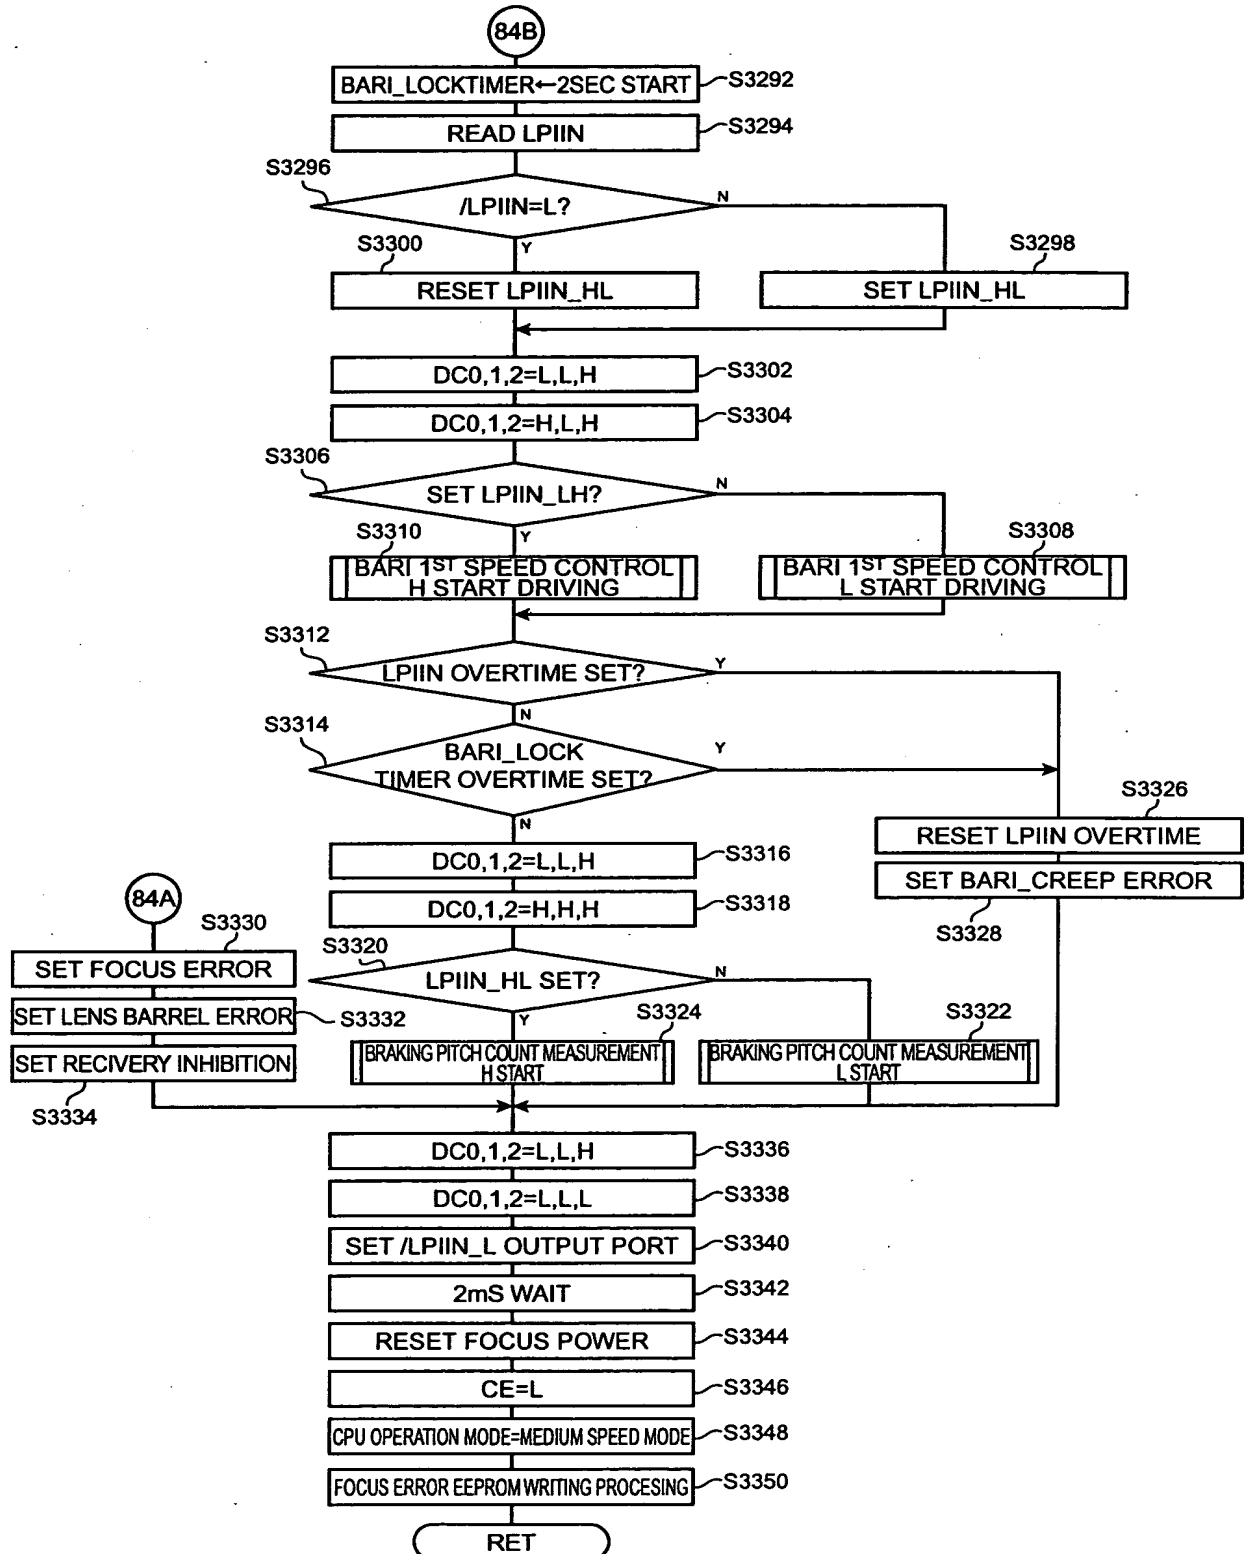 84B
BARI_LOCKTIMER←2SEC START
S3292
READ LPIIN
S3294
S3296
/LPIIN=L?
N
Y
S3300
RESET LPIIN_HL
S3298
SET LPIIN_HL
DC0,1,2=L,L,H
S3302
DC0,1,2=H,L,H
S3304
S3306
SET LPIIN_LH?
N
Y
S3310
BARI 1ST SPEED CONTROL
H START DRIVING
S3308
BARI 1ST SPEED CONTROL
L START DRIVING
S3312
LPIIN OVERTIME SET?
Y
N
S3314
BARI_LOCK
TIMER OVERTIME SET?
Y
N
S3326
RESET LPIIN OVERTIME
SET BARI_CREEP ERROR
S3328
DC0,1,2=L,L,H
S3316
DC0,1,2=H,H,H
S3318
84A
S3330
SET FOCUS ERROR
SET LENS BARREL ERROR
S3332
SET RECIVERY INHIBITION
S3334
S3320
LPIIN_HL SET?
N
Y
S3324
BRAKING PITCH COUNT MEASUREMENT
H START
S3322
BRAKING PITCH COUNT MEASUREMENT
L START
DC0,1,2=L,L,H
S3336
DC0,1,2=L,L,L
S3338
SET /LPIIN_L OUTPUT PORT
S3340
2mS WAIT
S3342
RESET FOCUS POWER
S3344
CE=L
S3346
CPU OPERATION MODE=MEDIUM SPEED MODE
S3348
FOCUS ERROR EEPROM WRITING PROCESING
S3350
RET